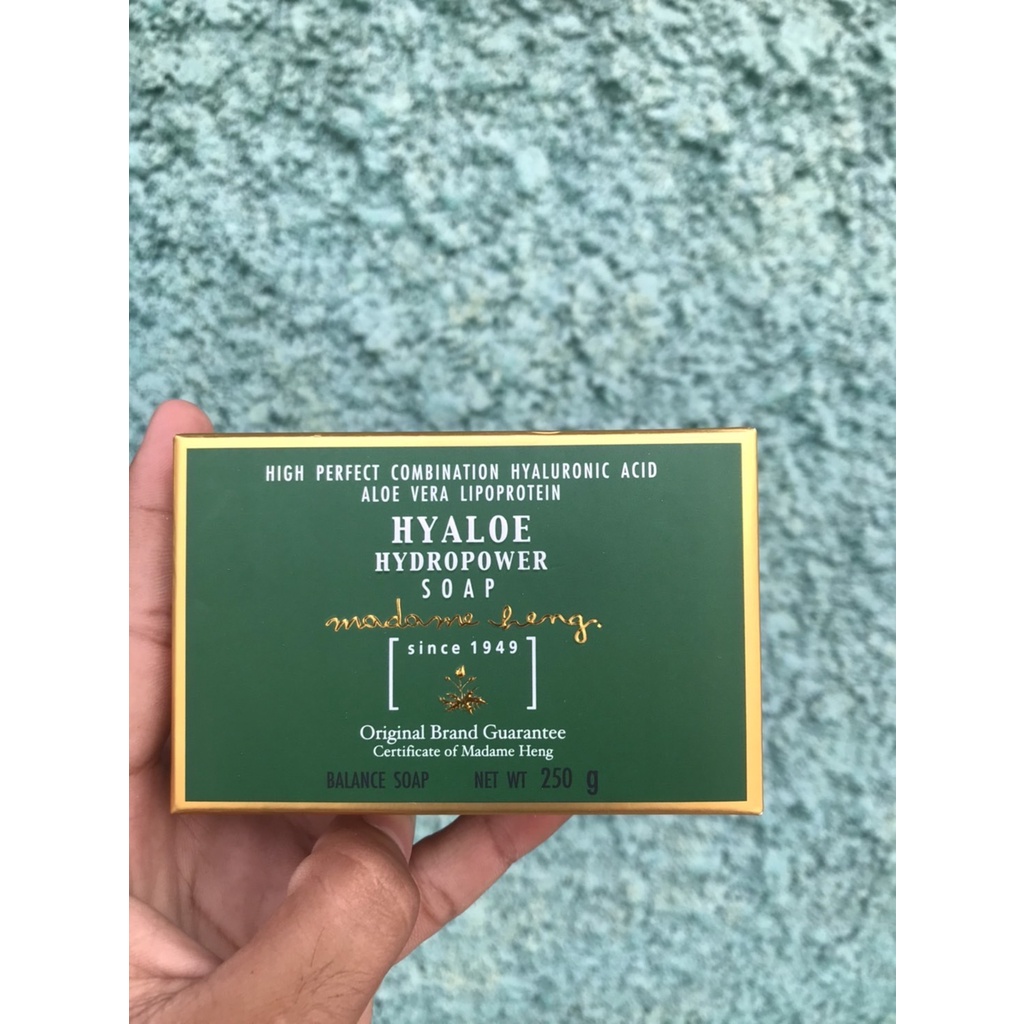 HIGH PERFECT COMBINATION HYALURONIC ACID
ALOE VERA LIPOPROTEIN
HYALOE
HYDROPOWER
SOAP
madame heng.
since 1949
Original Brand Guarantee
Certificate of Madame Heng
BALANCE SOAP NET WT 250 g